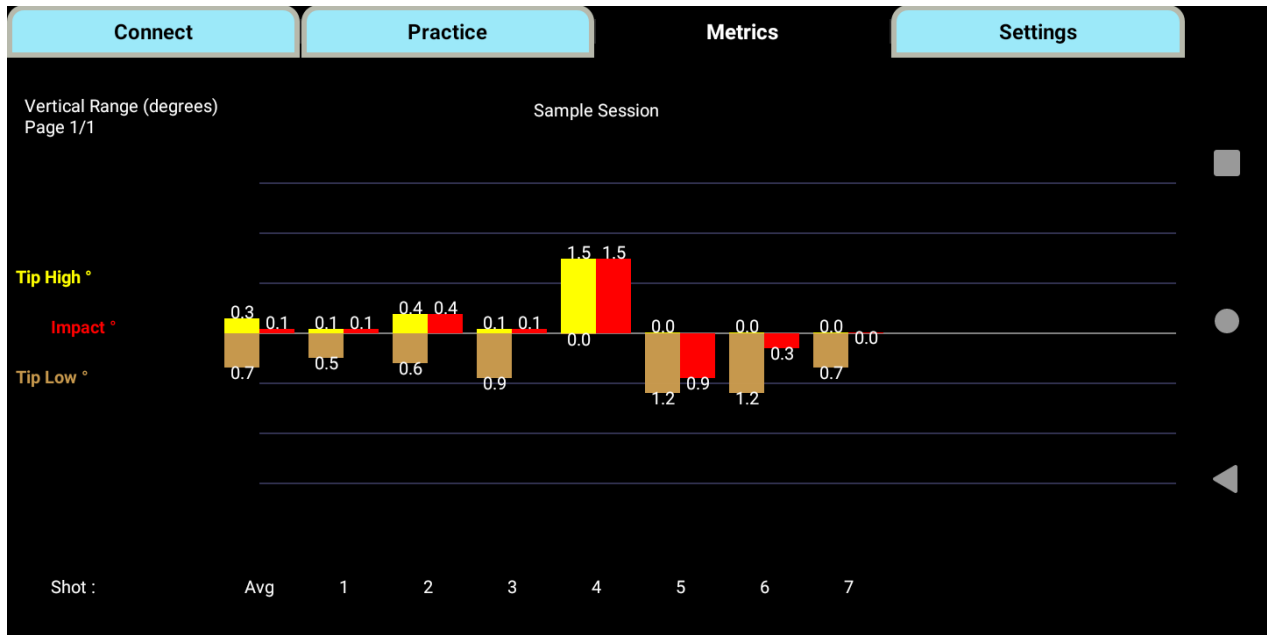 Connect Practice Metrics Settings
Vertical Range (degrees)
Page 1/1
Sample Session
1.5 1.5
Tip High °
0.3 0.1 0.1 0.1 0.4 0.4 0.1 0.1 0.0 0.0 0.0
Impact °
0.0 0.0
0.3
Tip Low °
0.7 0.5 0.6 0.9 0.9 0.7
1.2 1.2
Shot : Avg 1 2 3 4 5 6 7